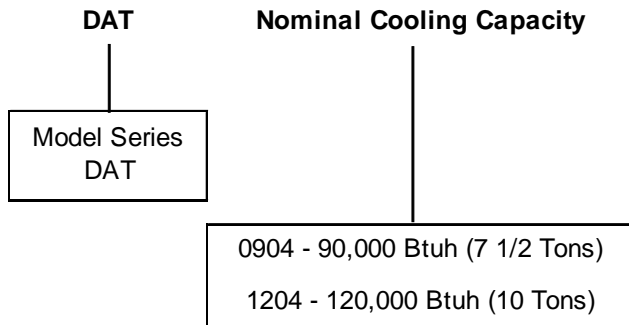 DAT
Nominal Cooling Capacity
Model Series
DAT
0904 - 90,000 Btuh (7 1/2 Tons)
1204 - 120,000 Btuh (10 Tons)